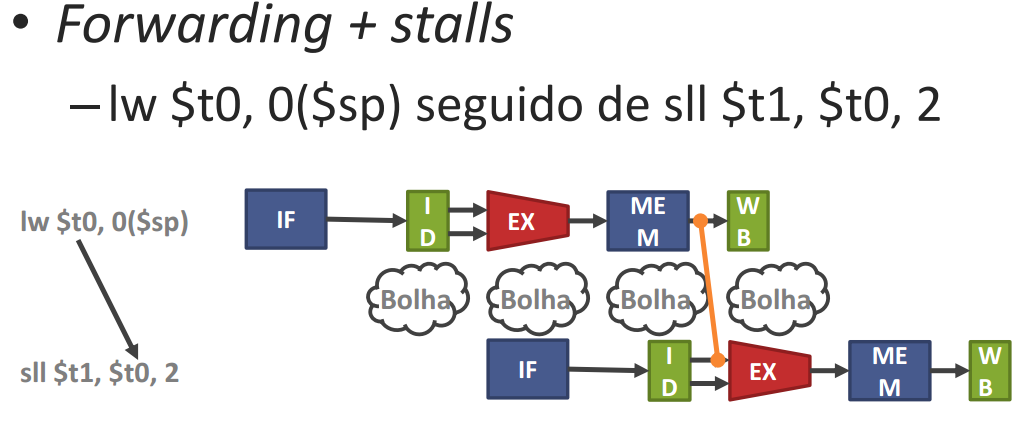 • Forwarding + stalls
– lw $t0, 0($sp) seguido de sll $t1, $t0, 2
lw $t0, 0($sp)
IF
I
D
EX
ME
M
W
B
Bolha
Bolha
Bolha
Bolha
sll $t1, $t0, 2
IF
I
D
EX
ME
M
W
B